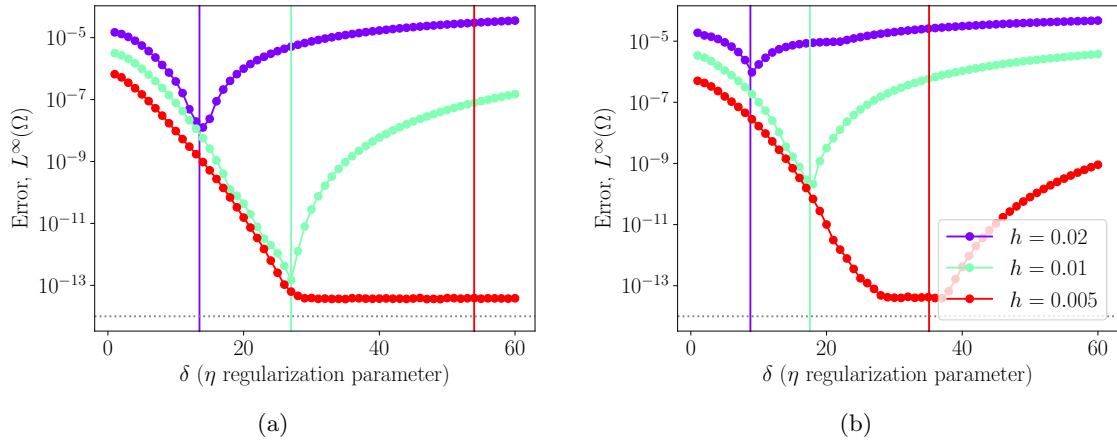 10⁻⁵
10⁻⁷
10⁻⁹
10⁻¹¹
10⁻¹³
Error, L∞(Ω)
0 20 40 60
δ (η regularization parameter)
(a)
10⁻⁵
10⁻⁷
10⁻⁹
10⁻¹¹
10⁻¹³
Error, L∞(Ω)
h = 0.02
h = 0.01
h = 0.005
0 20 40 60
δ (η regularization parameter)
(b)